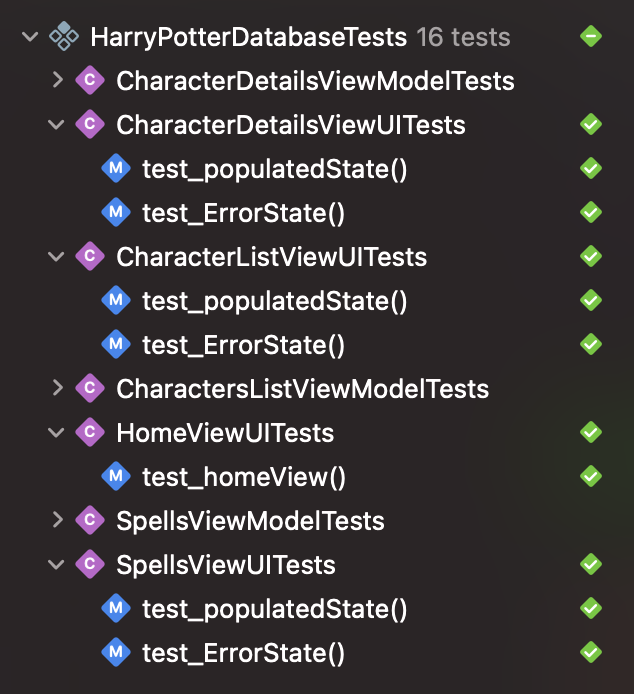 HarryPotterDatabaseTests 16 tests
C CharacterDetailsViewModelTests
C CharacterDetailsViewUITests
M test_populatedState()
M test_ErrorState()
C CharacterListViewUITests
M test_populatedState()
M test_ErrorState()
C CharactersListViewModelTests
C HomeViewUITests
M test_homeView()
C SpellsViewModelTests
C SpellsViewUITests
M test_populatedState()
M test_ErrorState()